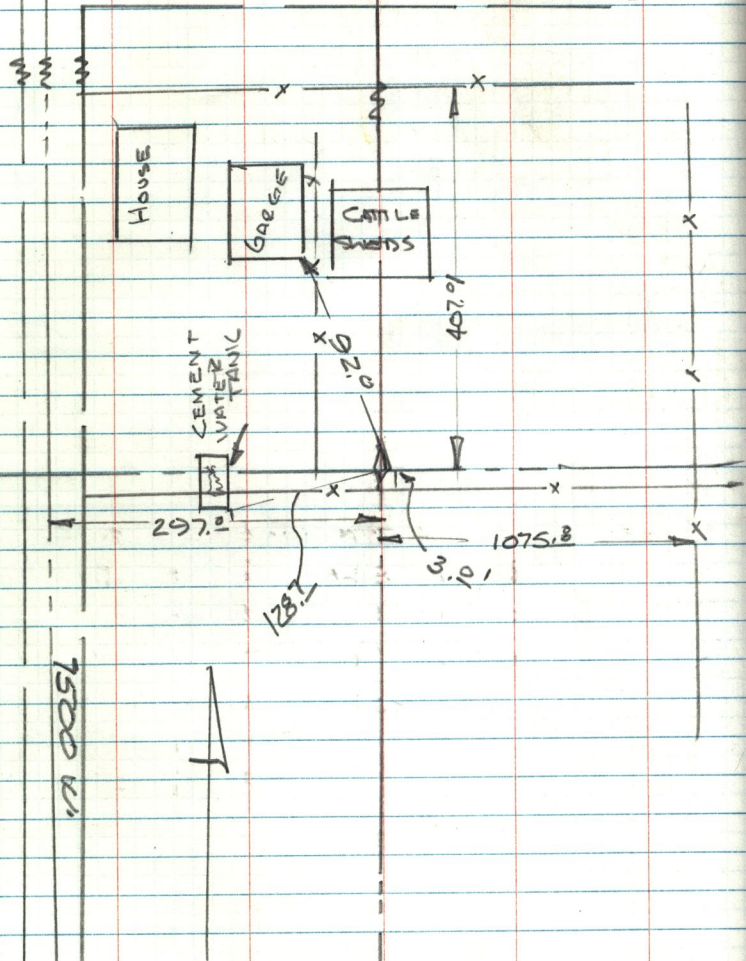 HOUSE
GARGE
CATTLE
SHEDS
407.0
92.0
CEMENT
WATER
TANK
297.0
1075.8
3.0'
128.7
7500 W.